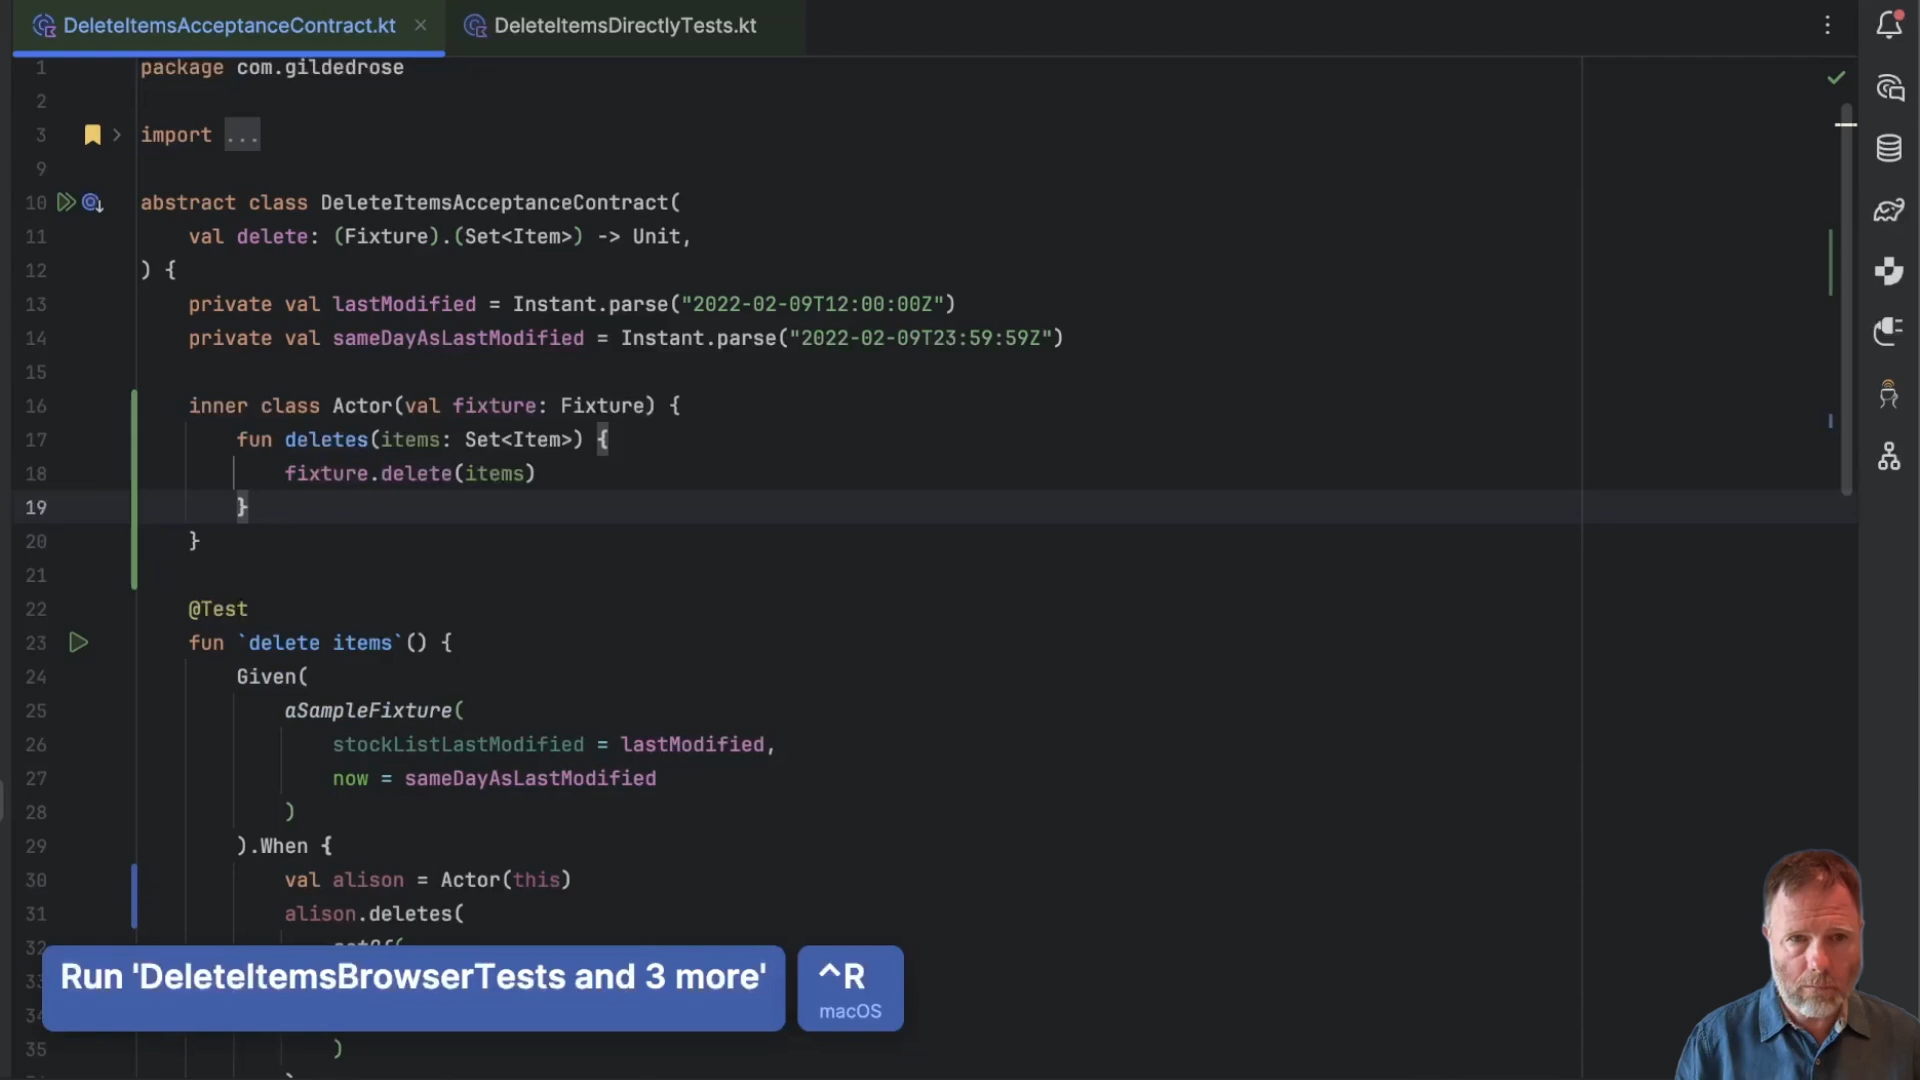 DeleteItemsAcceptanceContract.kt
DeleteItemsDirectlyTests.kt
1 package com.gildedrose
2
3 import ...
9
10 abstract class DeleteItemsAcceptanceContract(
11 val delete: (Fixture).(Set<Item>) -> Unit,
12 ) {
13 private val lastModified = Instant.parse("2022-02-09T12:00:00Z")
14 private val sameDayAsLastModified = Instant.parse("2022-02-09T23:59:59Z")
15
16 inner class Actor(val fixture: Fixture) {
17 fun deletes(items: Set<Item>) {
18 fixture.delete(items)
19 }
20 }
21
22 @Test
23 fun `delete items`() {
24 Given(
25 aSampleFixture(
26 stockListLastModified = lastModified,
27 now = sameDayAsLastModified
28 )
29 ).When {
30 val alison = Actor(this)
31 alison.deletes(
32
35 )
Run 'DeleteItemsBrowserTests and 3 more'
^R
macOS